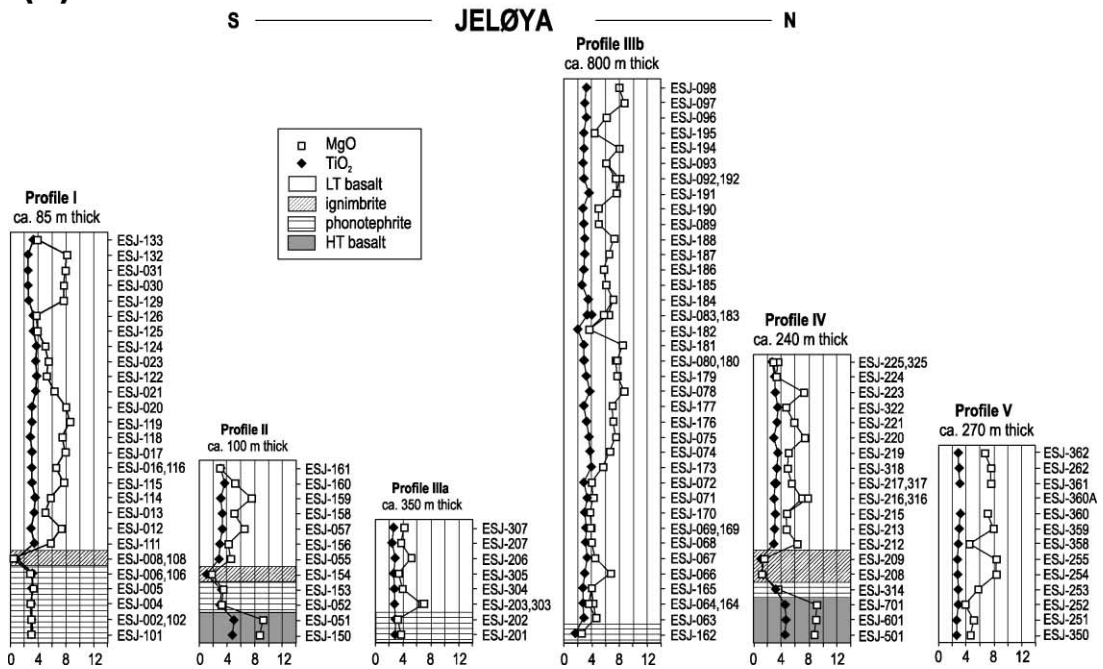 S JELØYA N
MgO
TiO₂
LT basalt
ignimbrite
phonotephrite
HT basalt
Profile I
ca. 85 m thick
ESJ-133
ESJ-132
ESJ-031
ESJ-030
ESJ-129
ESJ-126
ESJ-125
ESJ-124
ESJ-023
ESJ-122
ESJ-021
ESJ-020
ESJ-119
ESJ-118
ESJ-017
ESJ-016,116
ESJ-115
ESJ-114
ESJ-013
ESJ-012
ESJ-111
ESJ-008,108
ESJ-006,106
ESJ-005
ESJ-004
ESJ-002,102
ESJ-101
0 4 8 12
Profile II
ca. 100 m thick
ESJ-161
ESJ-160
ESJ-159
ESJ-158
ESJ-057
ESJ-156
ESJ-055
ESJ-154
ESJ-153
ESJ-052
ESJ-051
ESJ-150
0 4 8 12
Profile IIIa
ca. 350 m thick
ESJ-307
ESJ-207
ESJ-206
ESJ-305
ESJ-304
ESJ-203,303
ESJ-202
ESJ-201
0 4 8 12
Profile IIIb
ca. 800 m thick
ESJ-098
ESJ-097
ESJ-096
ESJ-195
ESJ-194
ESJ-093
ESJ-092,192
ESJ-191
ESJ-190
ESJ-089
ESJ-188
ESJ-187
ESJ-186
ESJ-185
ESJ-184
ESJ-083,183
ESJ-182
ESJ-181
ESJ-080,180
ESJ-179
ESJ-078
ESJ-177
ESJ-176
ESJ-075
ESJ-074
ESJ-173
ESJ-072
ESJ-071
ESJ-170
ESJ-069,169
ESJ-068
ESJ-067
ESJ-066
ESJ-165
ESJ-064,164
ESJ-063
ESJ-162
0 4 8 12
Profile IV
ca. 240 m thick
ESJ-225,325
ESJ-224
ESJ-223
ESJ-322
ESJ-221
ESJ-220
ESJ-219
ESJ-318
ESJ-217,317
ESJ-216,316
ESJ-215
ESJ-213
ESJ-212
ESJ-209
ESJ-208
ESJ-314
ESJ-701
ESJ-601
ESJ-501
0 4 8 12
Profile V
ca. 270 m thick
ESJ-362
ESJ-262
ESJ-361
ESJ-360A
ESJ-360
ESJ-359
ESJ-358
ESJ-255
ESJ-254
ESJ-253
ESJ-252
ESJ-251
ESJ-350
0 4 8 12